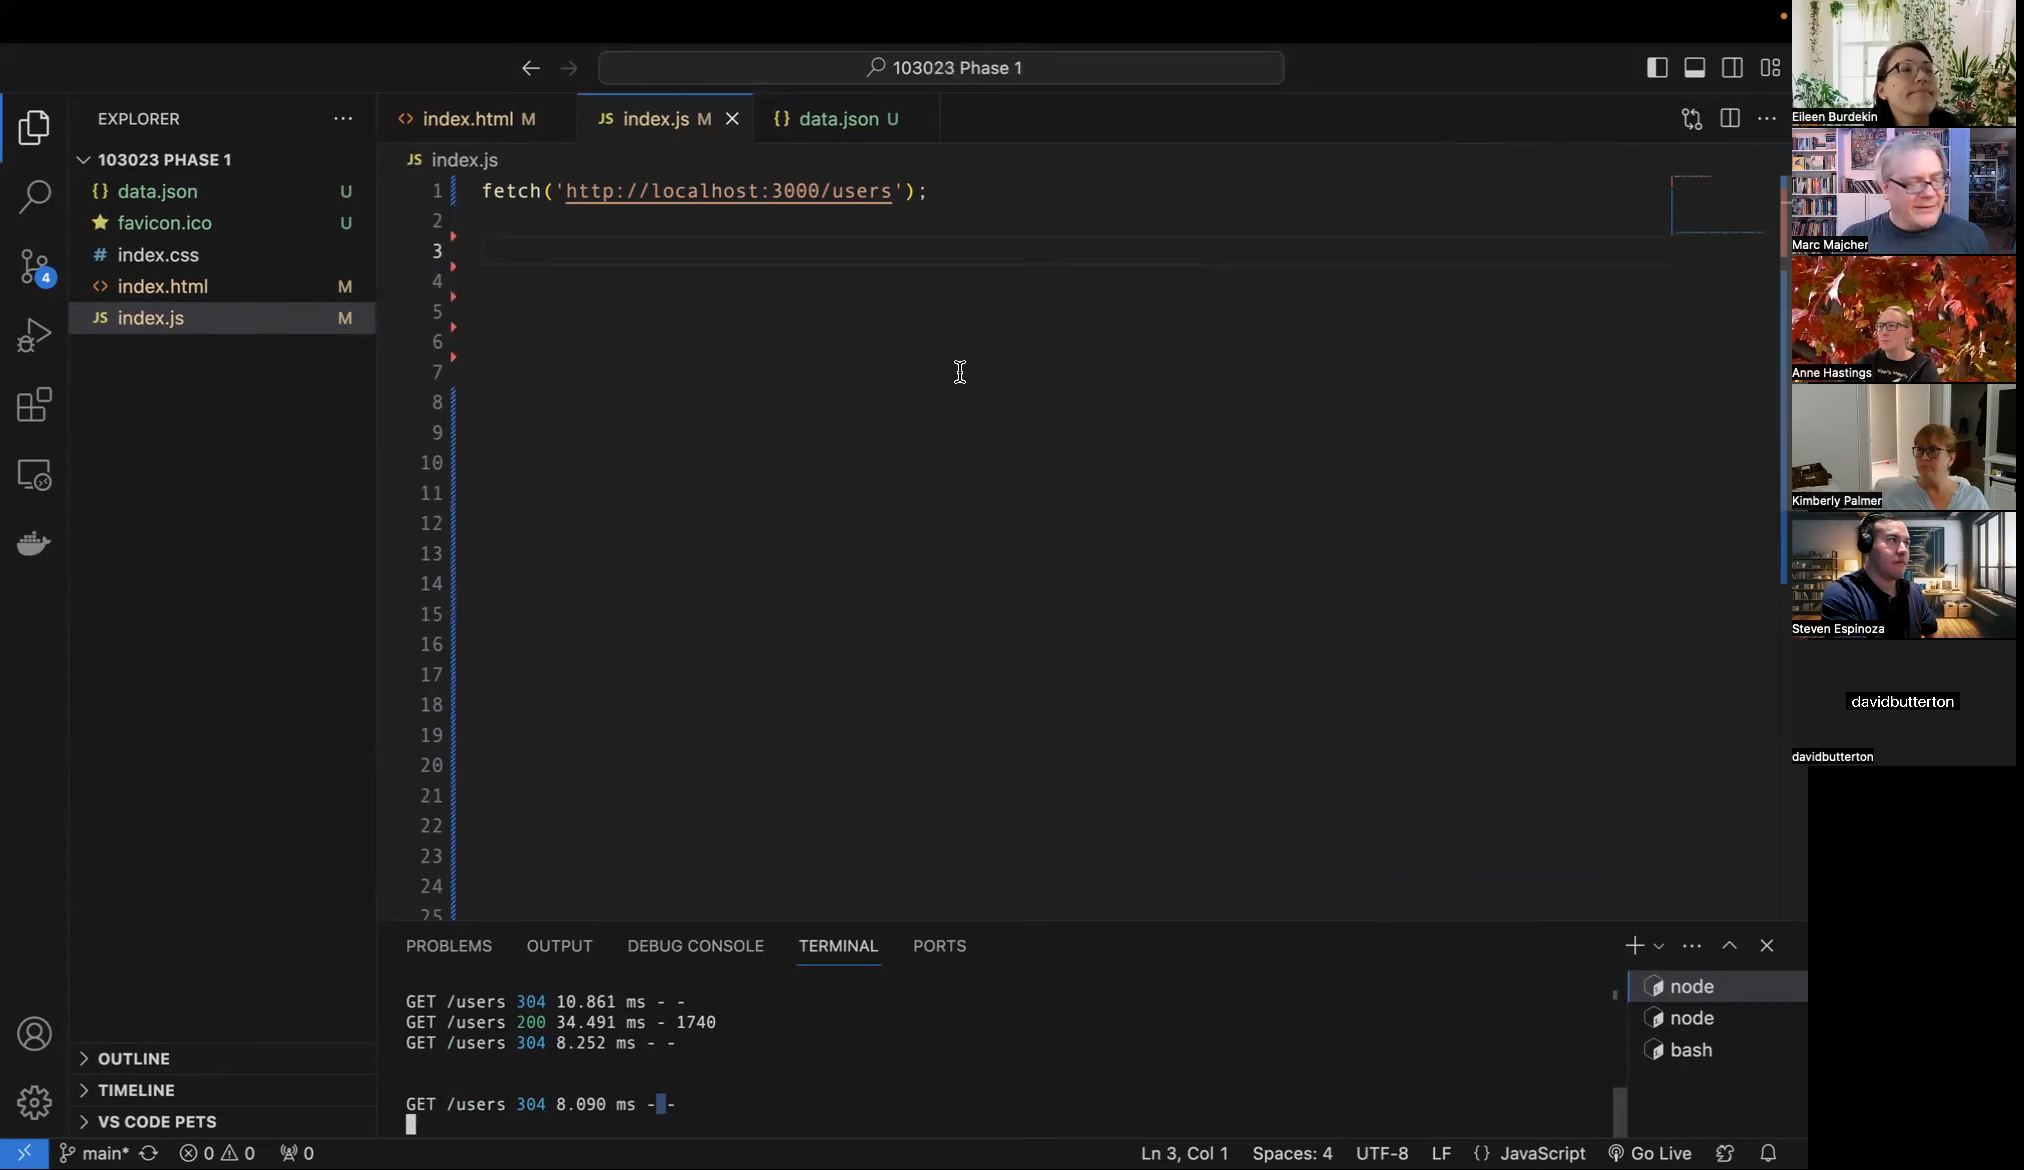 103023 Phase 1
EXPLORER
103023 PHASE 1
{} data.json U
favicon.ico U
# index.css
<> index.html M
JS index.js M
4
OUTLINE
TIMELINE
VS CODE PETS
<> index.html M
JS index.js M
{} data.json U
JS index.js
1 fetch('http://localhost:3000/users');
2
3
4
5
6
7
8
9
10
11
12
13
14
15
16
17
18
19
20
21
22
23
24
25
PROBLEMS OUTPUT DEBUG CONSOLE TERMINAL PORTS
GET /users 304 10.861 ms - -
GET /users 200 34.491 ms - 1740
GET /users 304 8.252 ms - -
GET /users 304 8.090 ms - -
node
node
bash
main* 0 0 0
Ln 3, Col 1 Spaces: 4 UTF-8 LF {} JavaScript Go Live
Eileen Burdekin
Marc Majcher
Anne Hastings
Kimberly Palmer
Steven Espinoza
davidbutterton
davidbutterton